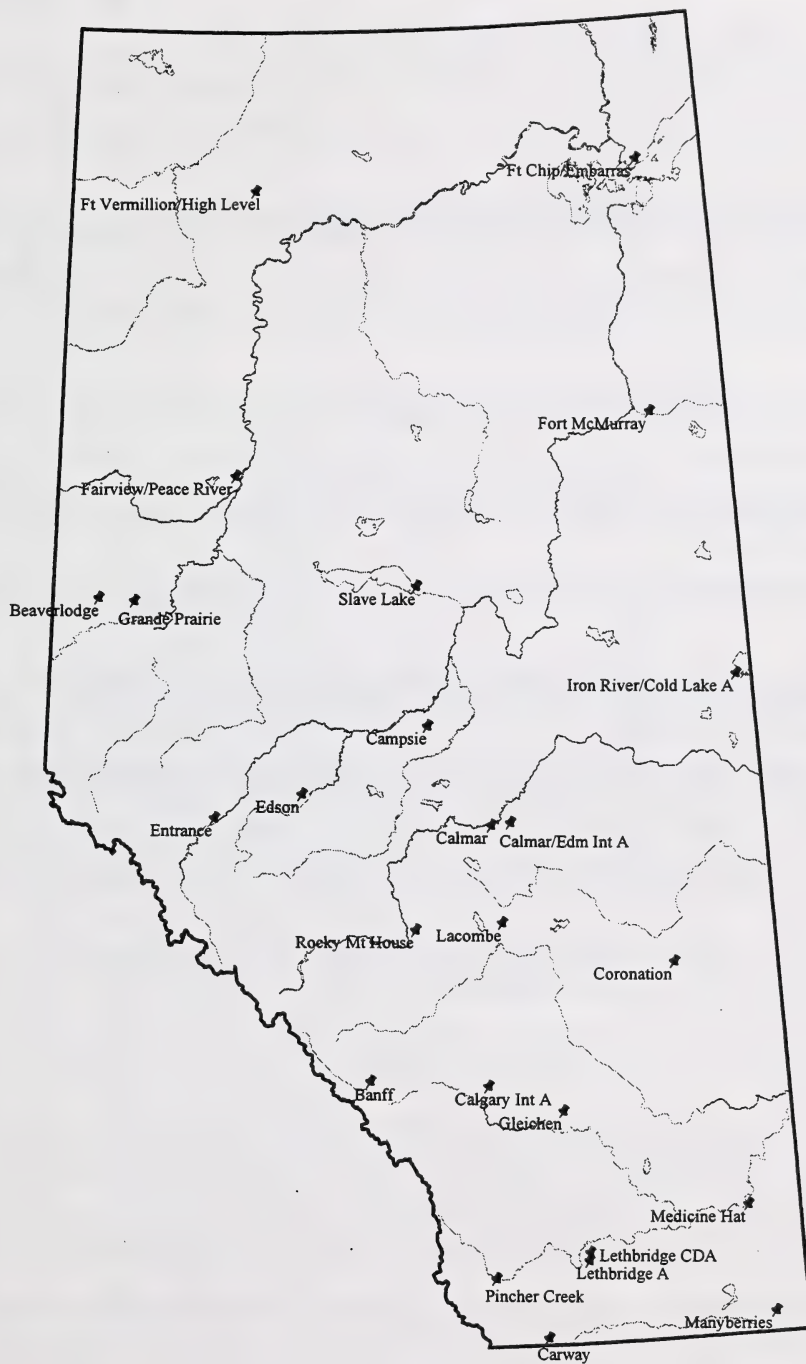 Ft Chip/Embarras
Ft Vermillion/High Level
Fort McMurray
Fairview/Peace River
Slave Lake
Beaverlodge
Grande Prairie
Iron River/Cold Lake A
Campsie
Edson
Entrance
Calmar
Calmar/Edm Int A
Rocky Mt House
Lacombe
Coronation
Banff
Calgary Int A
Gleichen
Medicine Hat
Lethbridge CDA
Lethbridge A
Pincher Creek
Manyberries
Carway